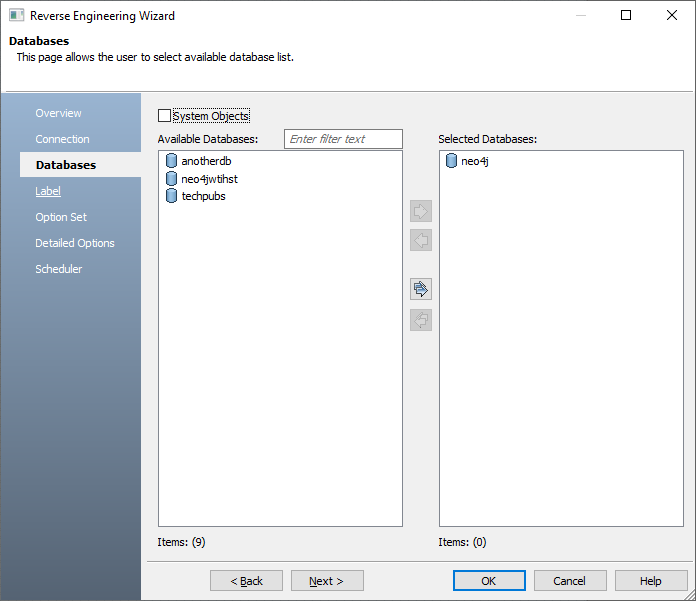 Reverse Engineering Wizard
Databases
This page allows the user to select available database list.
Overview
Connection
Databases
Label
Option Set
Detailed Options
Scheduler
System Objects
Available Databases:
Enter filter text
anotherdb
neo4jwtihst
techpubs
Items: (9)
Selected Databases:
neo4j
Items: (0)
< Back
Next >
OK
Cancel
Help